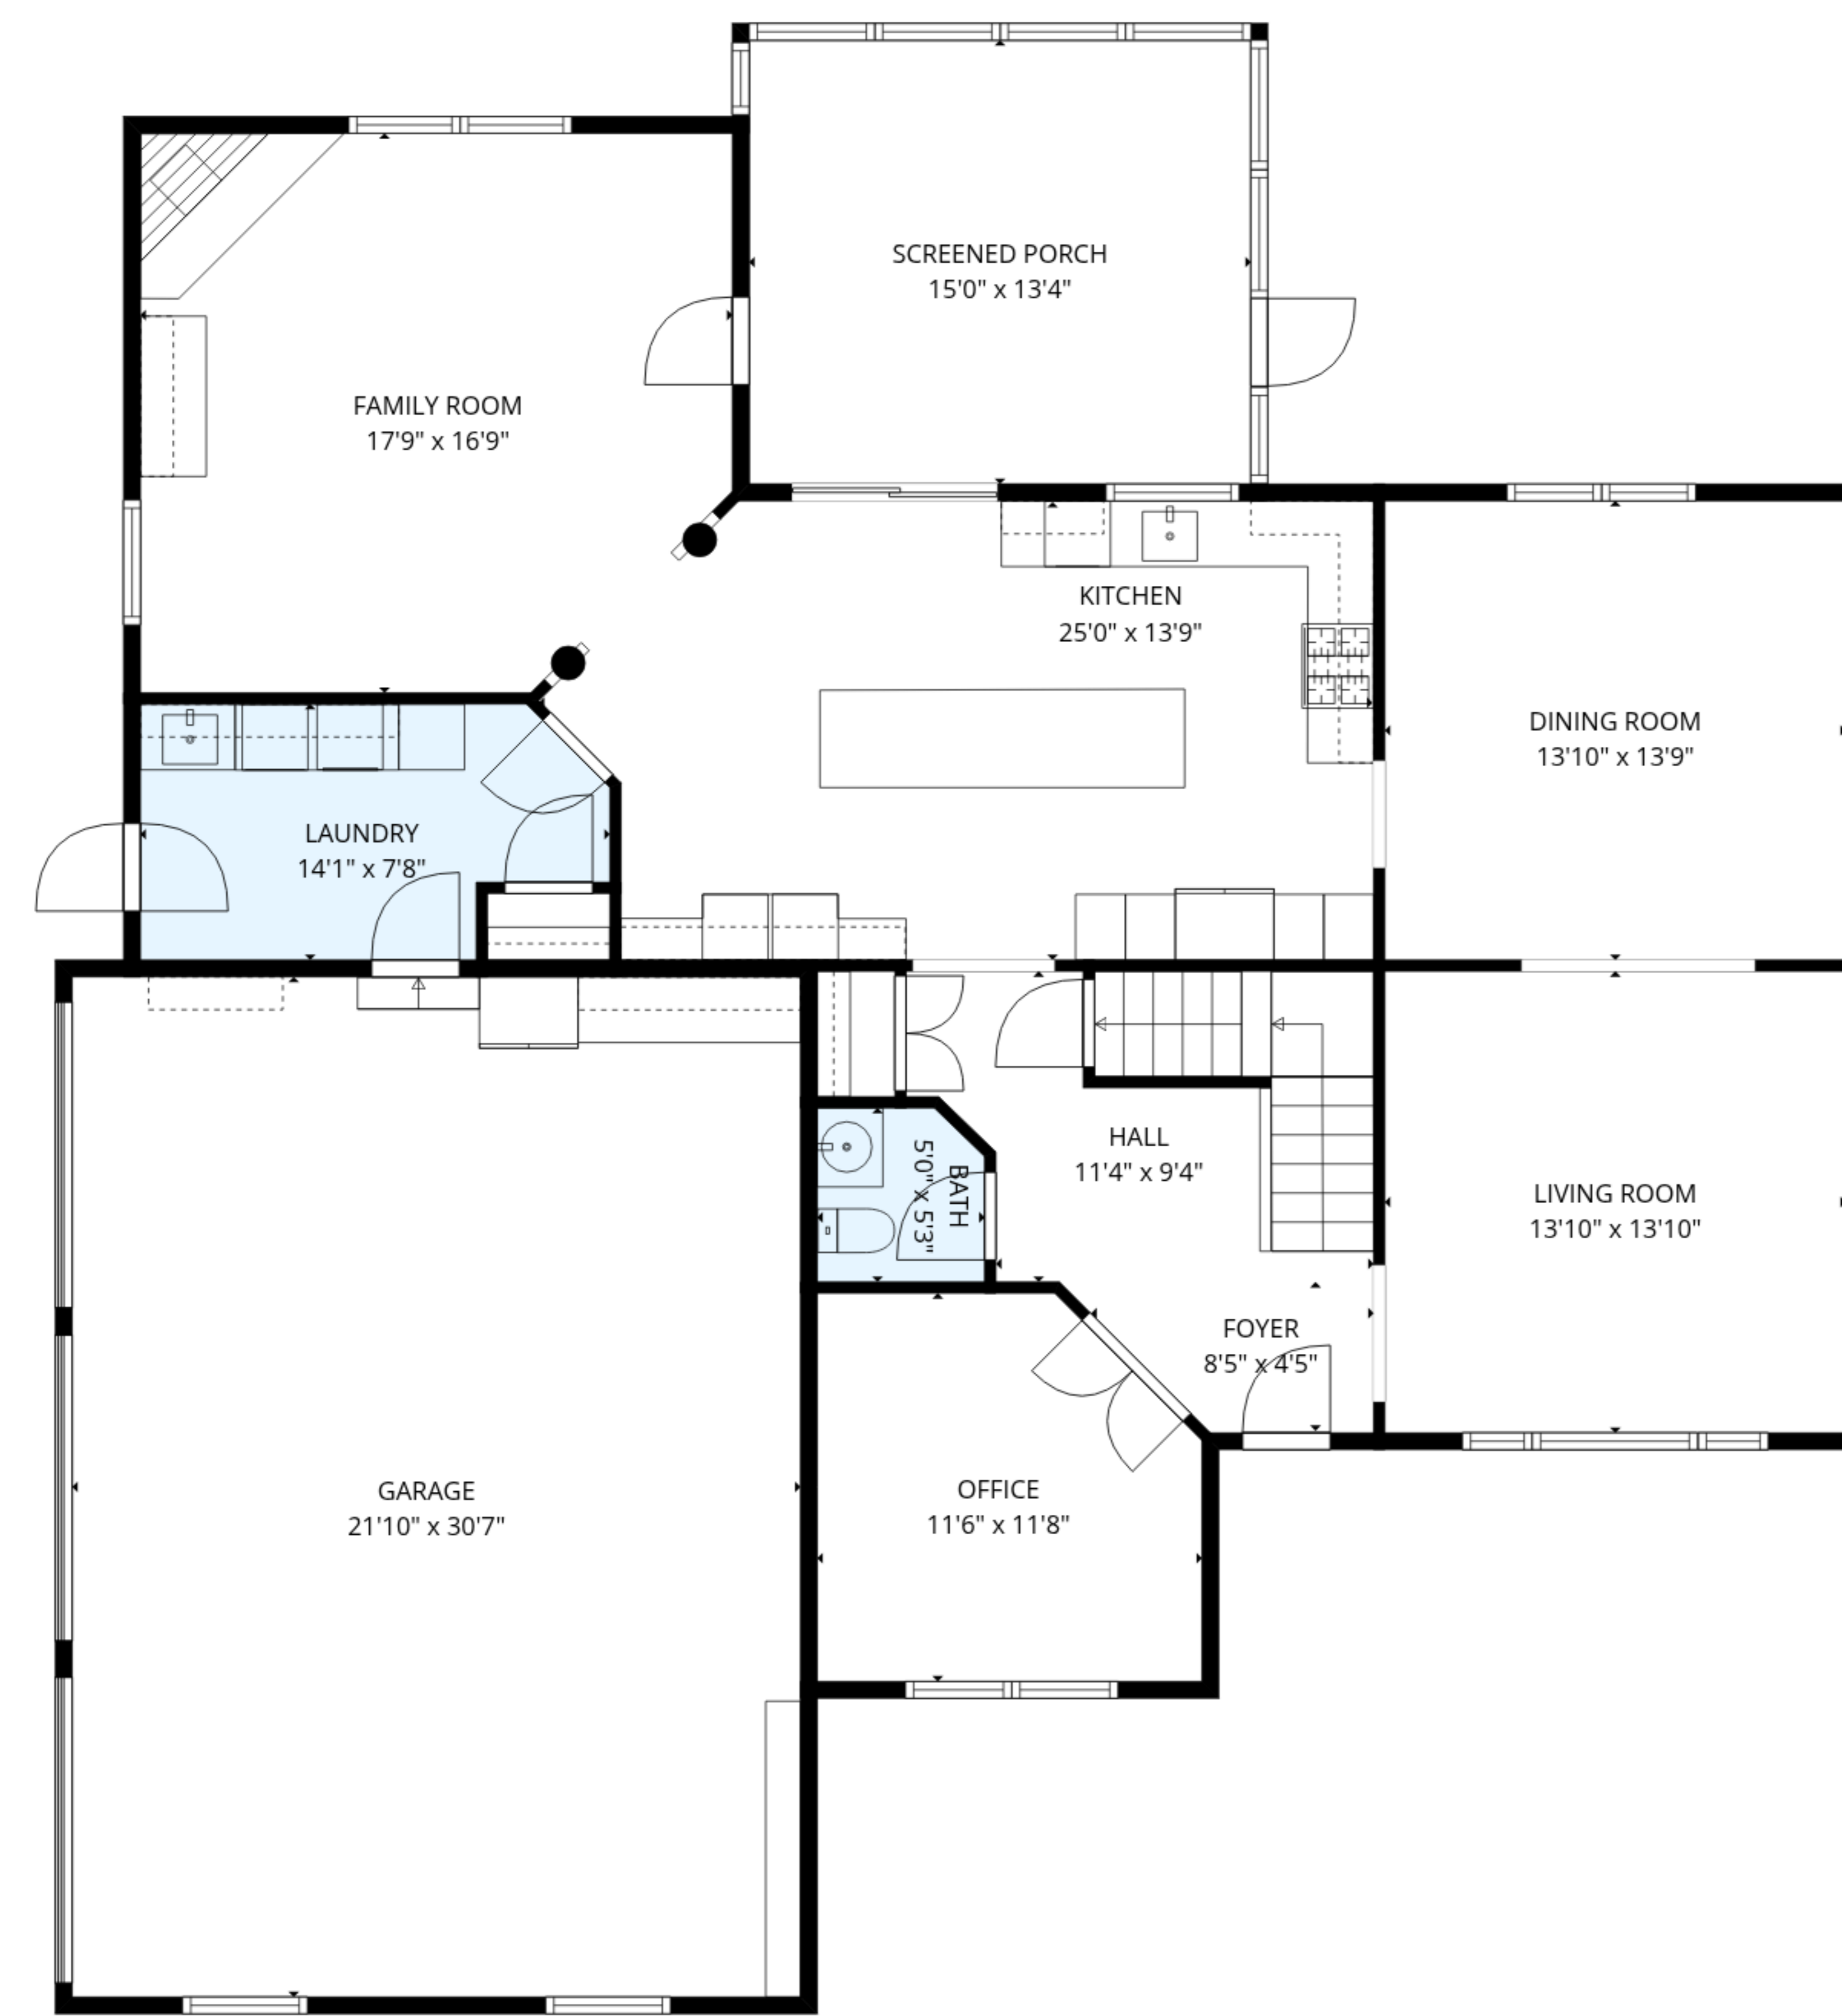 SCREENED PORCH
15'0" x 13'4"
FAMILY ROOM
17'9" x 16'9"
KITCHEN
25'0" x 13'9"
DINING ROOM
13'10" x 13'9"
LAUNDRY
14'1" x 7'8"
HALL
11'4" x 9'4"
BATH
5'0" x 5'3"
LIVING ROOM
13'10" x 13'10"
FOYER
8'5" x 4'5"
GARAGE
21'10" x 30'7"
OFFICE
11'6" x 11'8"